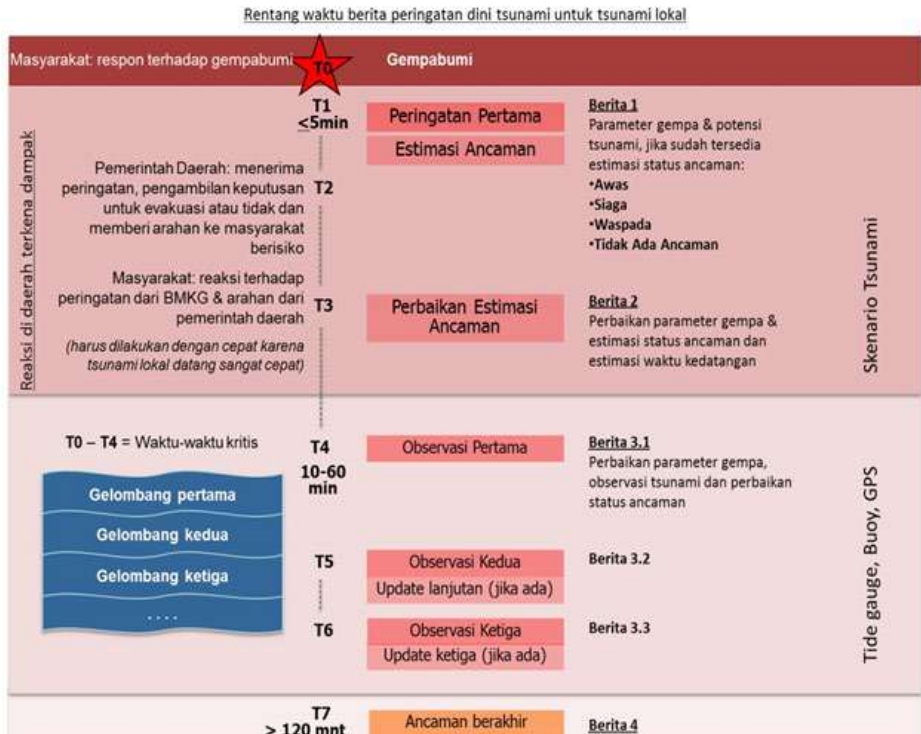 Rentang waktu berita peringatan dini tsunami untuk tsunami lokal
Masyarakat: respon terhadap gempabumi
T0
Gempabumi
Reaksi di daerah terkena dampak
T1
<5min
Peringatan Pertama
Estimasi Ancaman
Berita 1
Parameter gempa & potensi
tsunami, jika sudah tersedia
estimasi status ancaman:
•Awas
•Siaga
•Waspada
•Tidak Ada Ancaman
Pemerintah Daerah: menerima
peringatan, pengambilan keputusan
untuk evakuasi atau tidak dan
memberi arahan ke masyarakat
berisiko
T2
Masyarakat: reaksi terhadap
peringatan dari BMKG & arahan dari
pemerintah daerah
(harus dilakukan dengan cepat karena
tsunami lokal datang sangat cepat)
T3
Perbaikan Estimasi
Ancaman
Berita 2
Perbaikan parameter gempa &
estimasi status ancaman dan
estimasi waktu kedatangan
Skenario Tsunami
T0 – T4 = Waktu-waktu kritis
Gelombang pertama
Gelombang kedua
Gelombang ketiga
. . . .
T4
10-60
min
Observasi Pertama
Berita 3.1
Perbaikan parameter gempa,
observasi tsunami dan perbaikan
status ancaman
T5
Observasi Kedua
Update lanjutan (jika ada)
Berita 3.2
T6
Observasi Ketiga
Update ketiga (jika ada)
Berita 3.3
Tide gauge, Buoy, GPS
T7
> 120 mnt
Ancaman berakhir
Berita 4